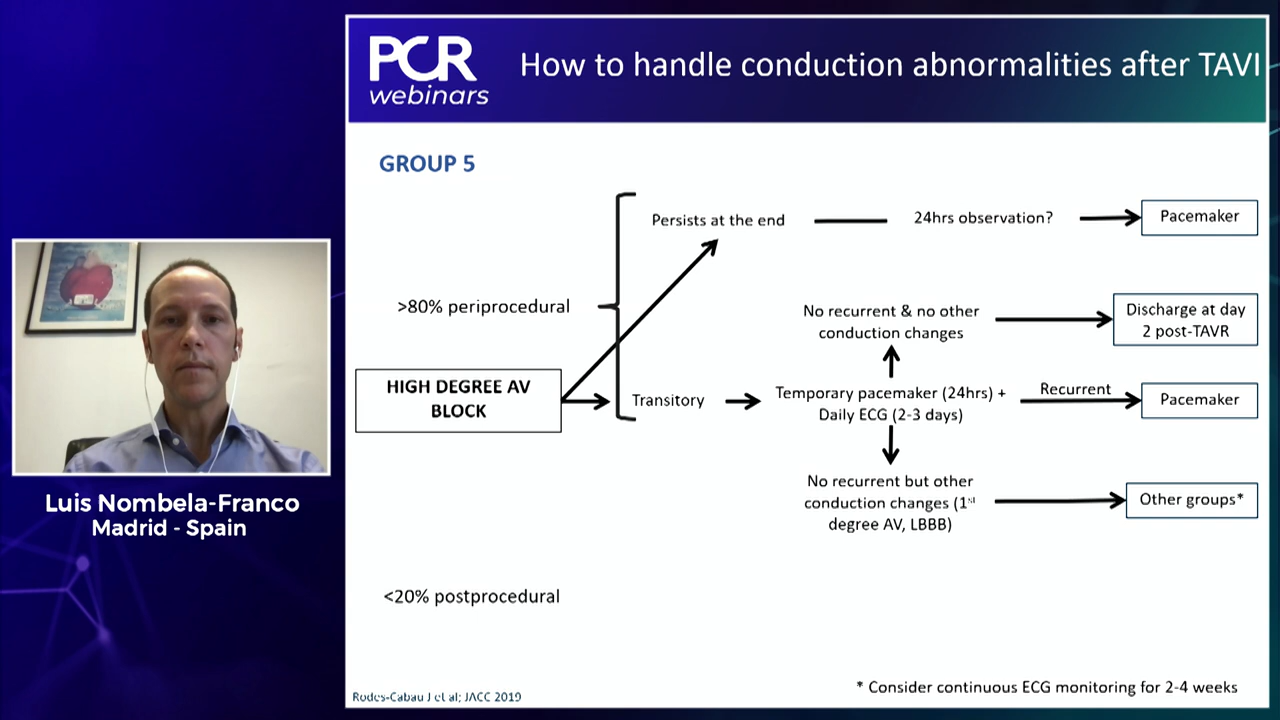 PCR
webinars
How to handle conduction abnormalities after TAVI
GROUP 5
Persists at the end
24hrs observation?
Pacemaker
>80% periprocedural
No recurrent & no other
conduction changes
Discharge at day
2 post-TAVR
HIGH DEGREE AV
BLOCK
Transitory
Temporary pacemaker (24hrs) +
Daily ECG (2-3 days)
Recurrent
Pacemaker
No recurrent but other
conduction changes (1st
degree AV, LBBB)
Other groups*
<20% postprocedural
Rodes-Cabau J et al; JACC 2019
* Consider continuous ECG monitoring for 2-4 weeks
Luis Nombela-Franco
Madrid - Spain